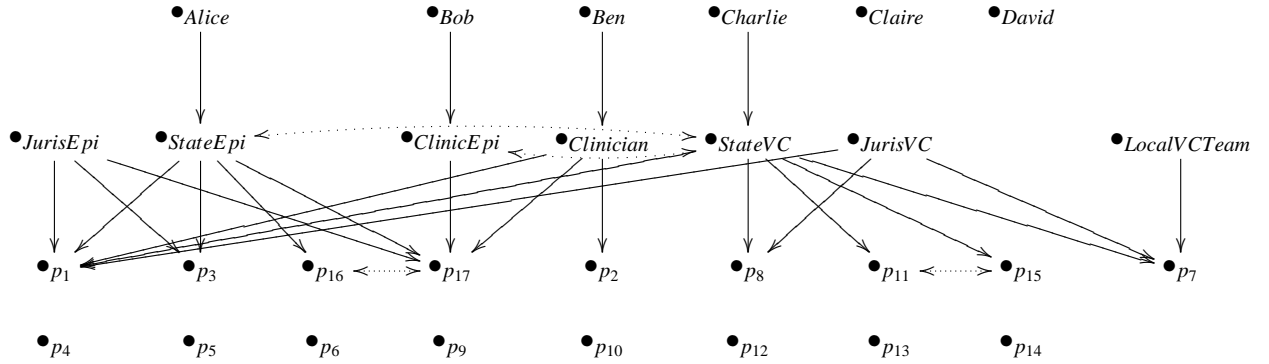 Alice Bob Ben Charlie Claire David
JurisEpi StateEpi ClinicEpi Clinician StateVC JurisVC LocalVCTeam
p1 p3 p16 p17 p2 p8 p11 p15 p7
p4 p5 p6 p9 p10 p12 p13 p14